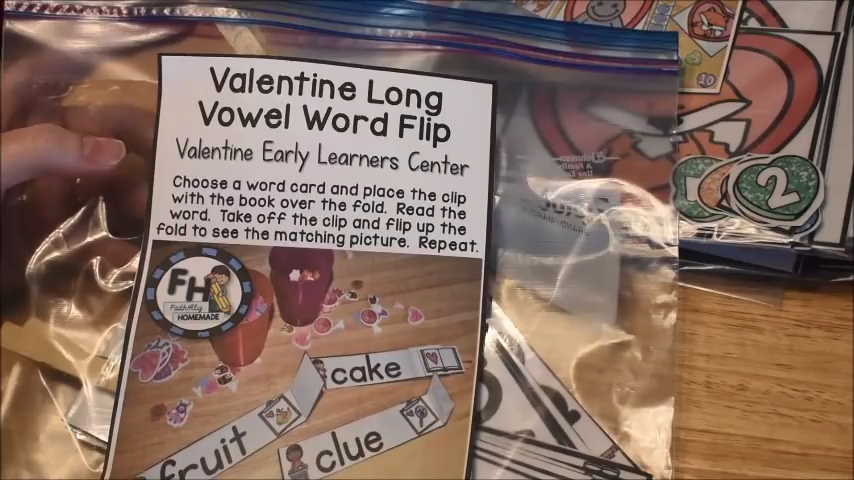 Valentine Long
Vowel Word Flip
Valentine Early Learners Center
Choose a word card and place the clip
with the book over the fold. Read the
word. Take off the clip and flip up the
fold to see the matching picture. Repeat.
FH
Faithfully
HOMEMADE
cake
fruit
clue
10
2